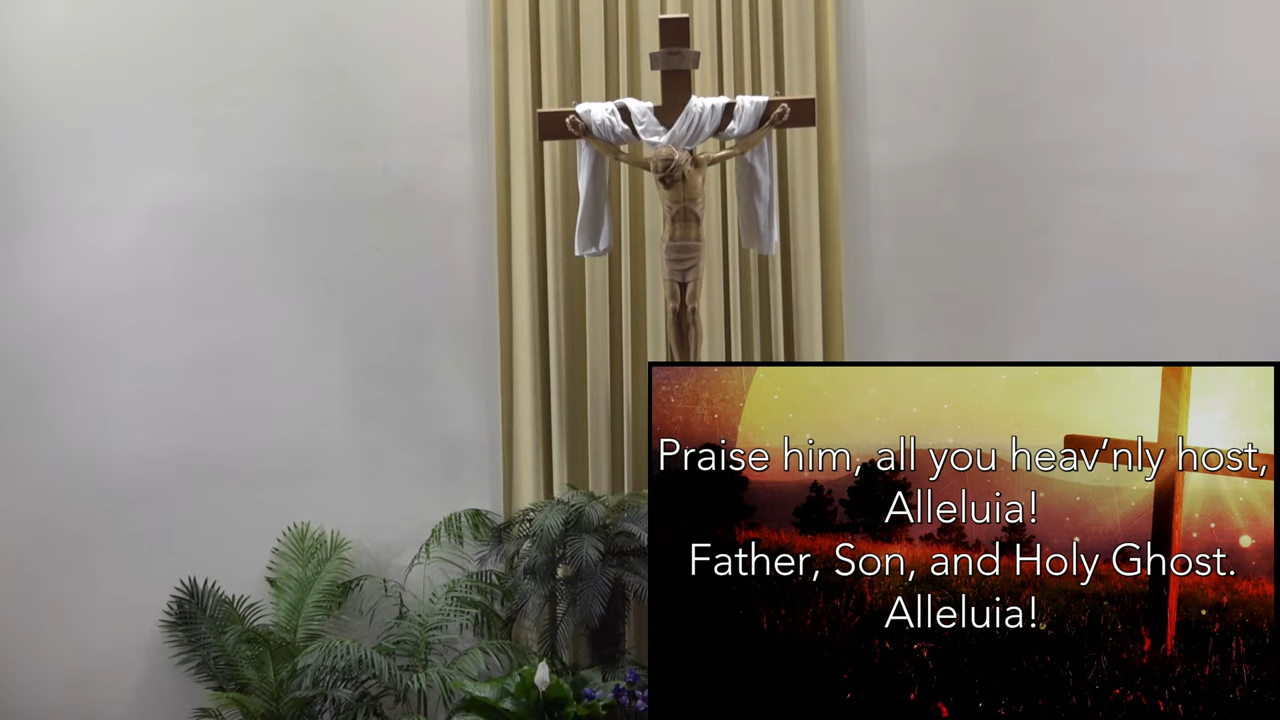 Praise him, all you heav'nly host,
Alleluia!
Father, Son, and Holy Ghost.
Alleluia!